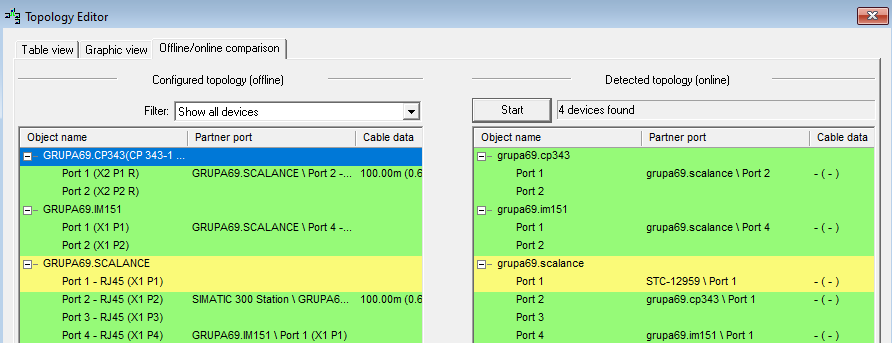 Topology Editor
Table view Graphic view Offline/online comparison
Configured topology (offline) Detected topology (online)
Filter: Show all devices Start 4 devices found
Object name Partner port Cable data Object name Partner port Cable data
GRUPA69.CP343(CP 343-1 ... grupa69.cp343
Port 1 (X2 P1 R) GRUPA69.SCALANCE \ Port 2 -... 100.00m (0.6 Port 1 grupa69.scalance \ Port 2 - ( - )
Port 2 (X2 P2 R) Port 2
GRUPA69.IM151 grupa69.im151
Port 1 (X1 P1) GRUPA69.SCALANCE \ Port 4 -... Port 1 grupa69.scalance \ Port 4 - ( - )
Port 2 (X1 P2) Port 2
GRUPA69.SCALANCE grupa69.scalance
Port 1 - RJ45 (X1 P1) Port 1 STC-12959 \ Port 1 - ( - )
Port 2 - RJ45 (X1 P2) SIMATIC 300 Station \ GRUPA6... 100.00m (0.6 Port 2 grupa69.cp343 \ Port 1 - ( - )
Port 3 - RJ45 (X1 P3) Port 3
Port 4 - RJ45 (X1 P4) GRUPA69.IM151 \ Port 1 (X1 P1) Port 4 grupa69.im151 \ Port 1 - ( - )